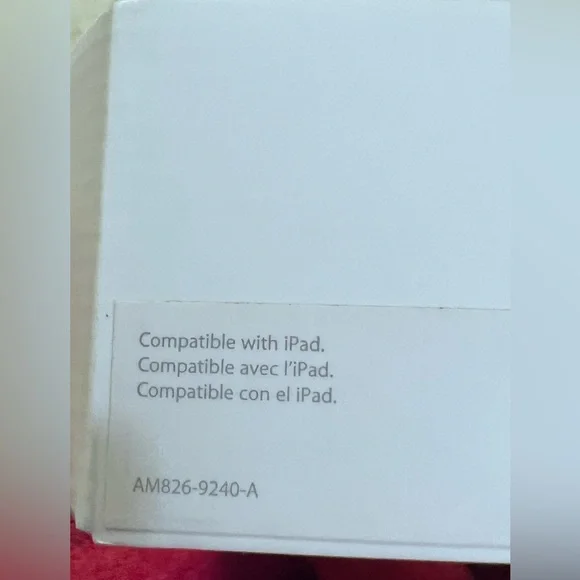 Compatible with iPad.
Compatible avec l'iPad.
Compatible con el iPad.
AM826-9240-A